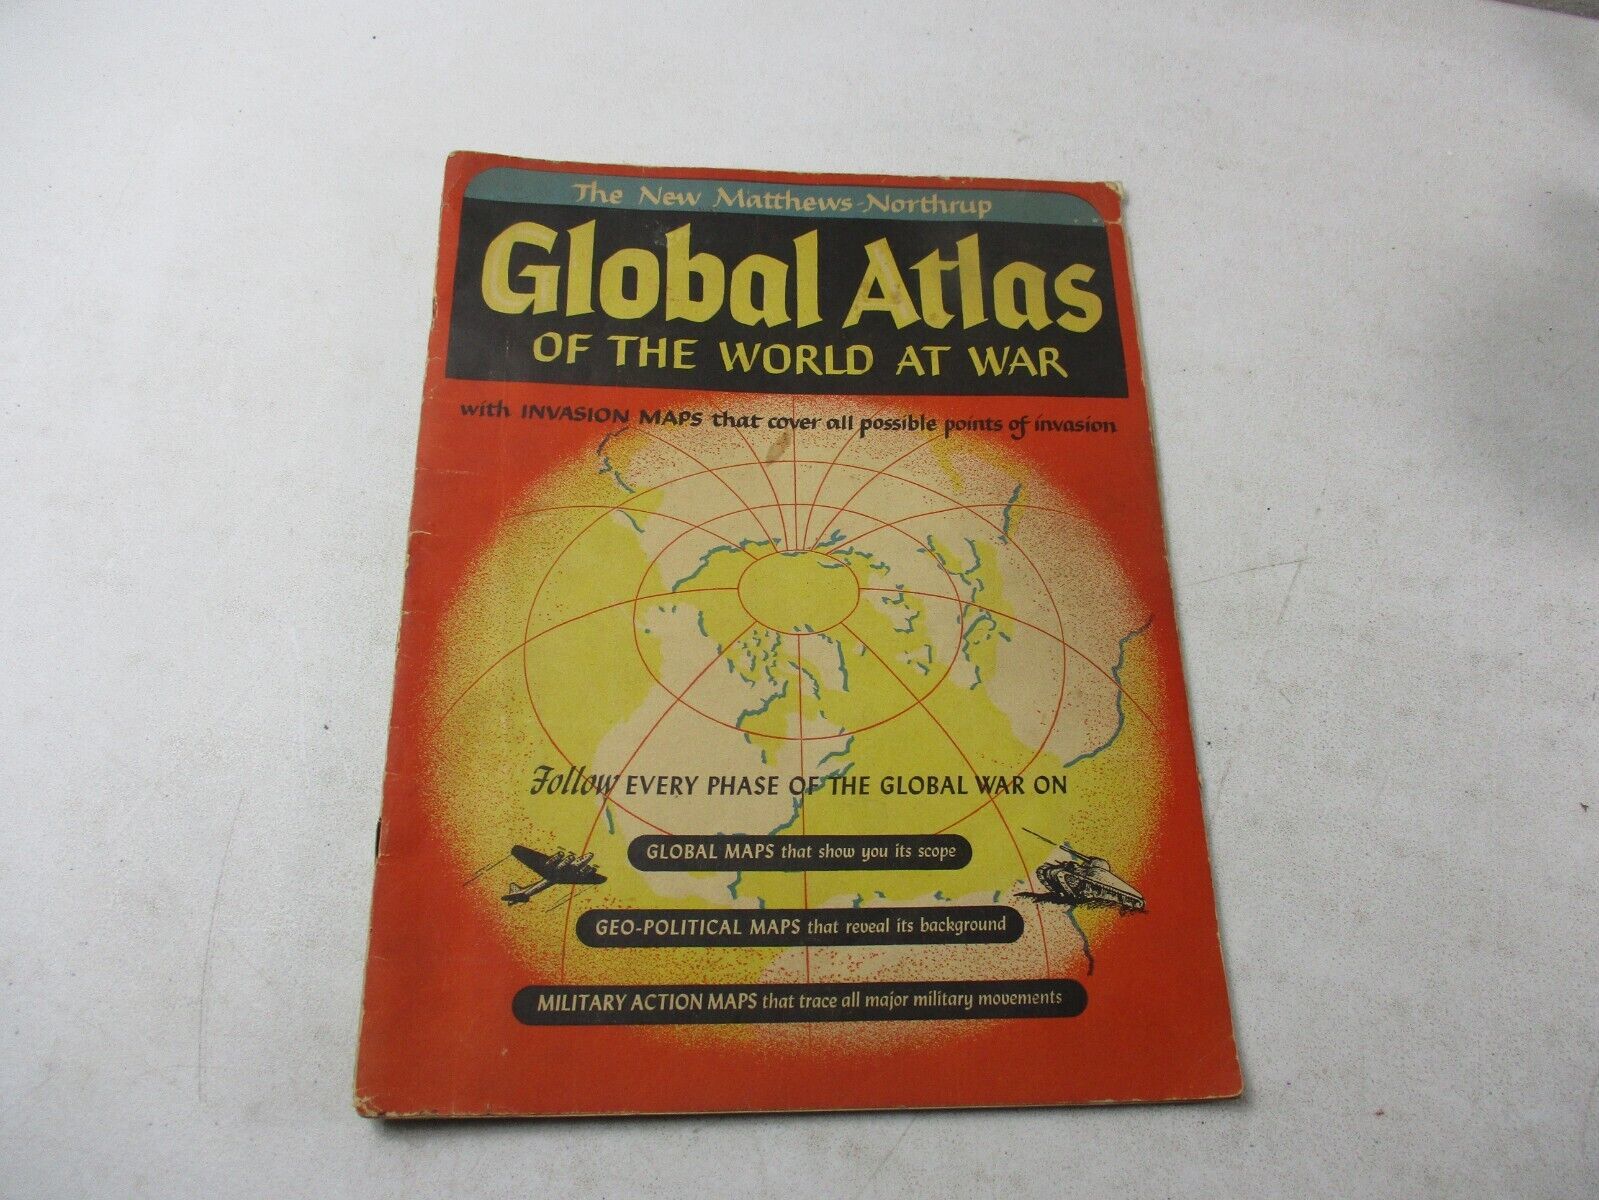 The New Matthews-Northrup
Global Atlas
OF THE WORLD AT WAR
with INVASION MAPS that cover all possible points of invasion
Follow EVERY PHASE OF THE GLOBAL WAR ON
GLOBAL MAPS that show you its scope
GEO-POLITICAL MAPS that reveal its background
MILITARY ACTION MAPS that trace all major military movements